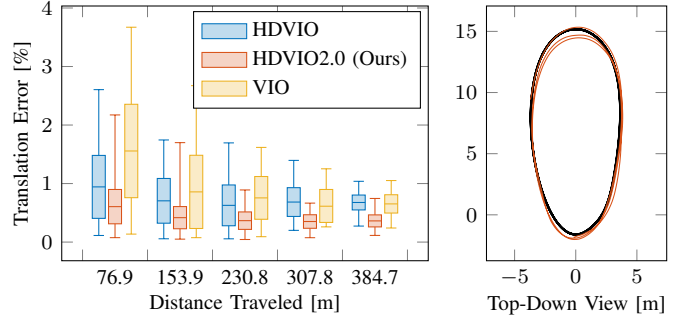 4
3
2
1
0
Translation Error [%]
HDVIO
HDVIO2.0 (Ours)
VIO
76.9 153.9 230.8 307.8 384.7
Distance Traveled [m]
15
10
5
0
−5 0 5
Top-Down View [m]